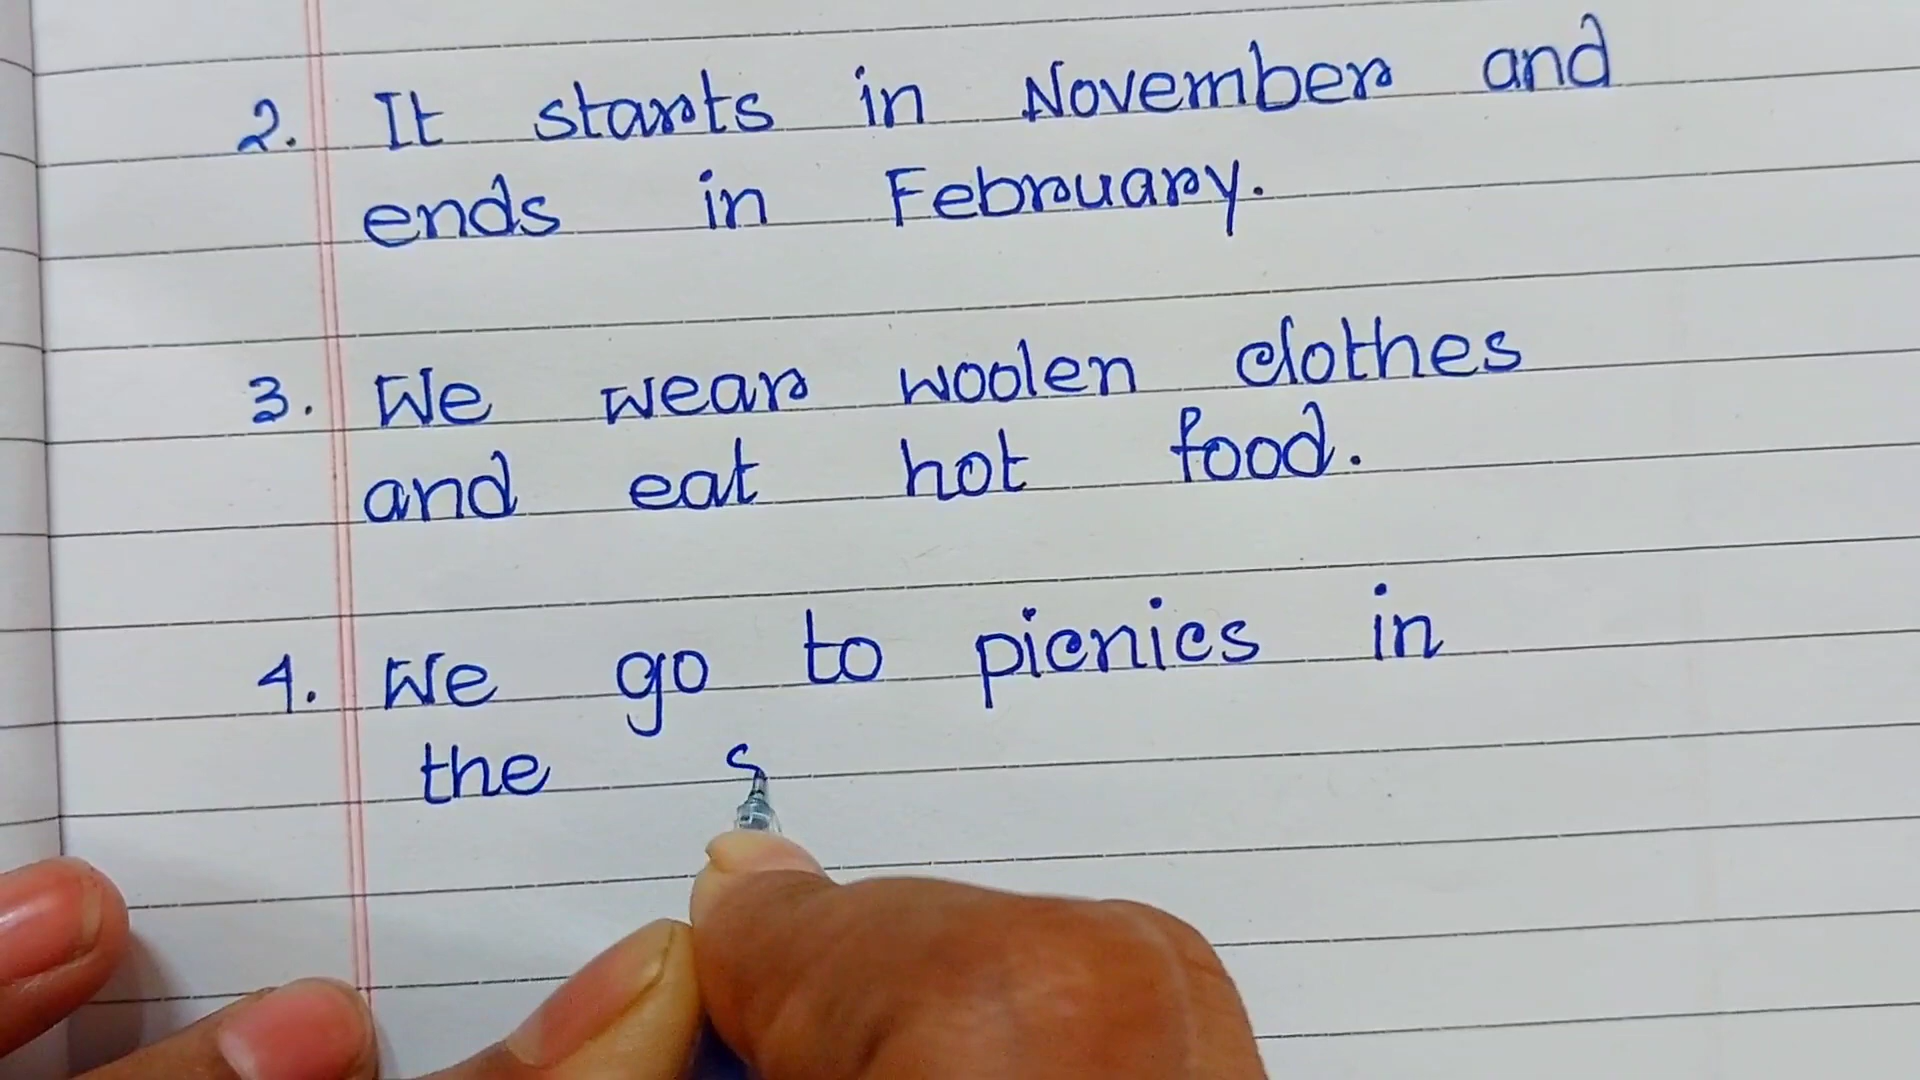 2. It starts in November and
ends in February.
3. We wear woolen clothes
and eat hot food.
4. We go to picnics in
the s